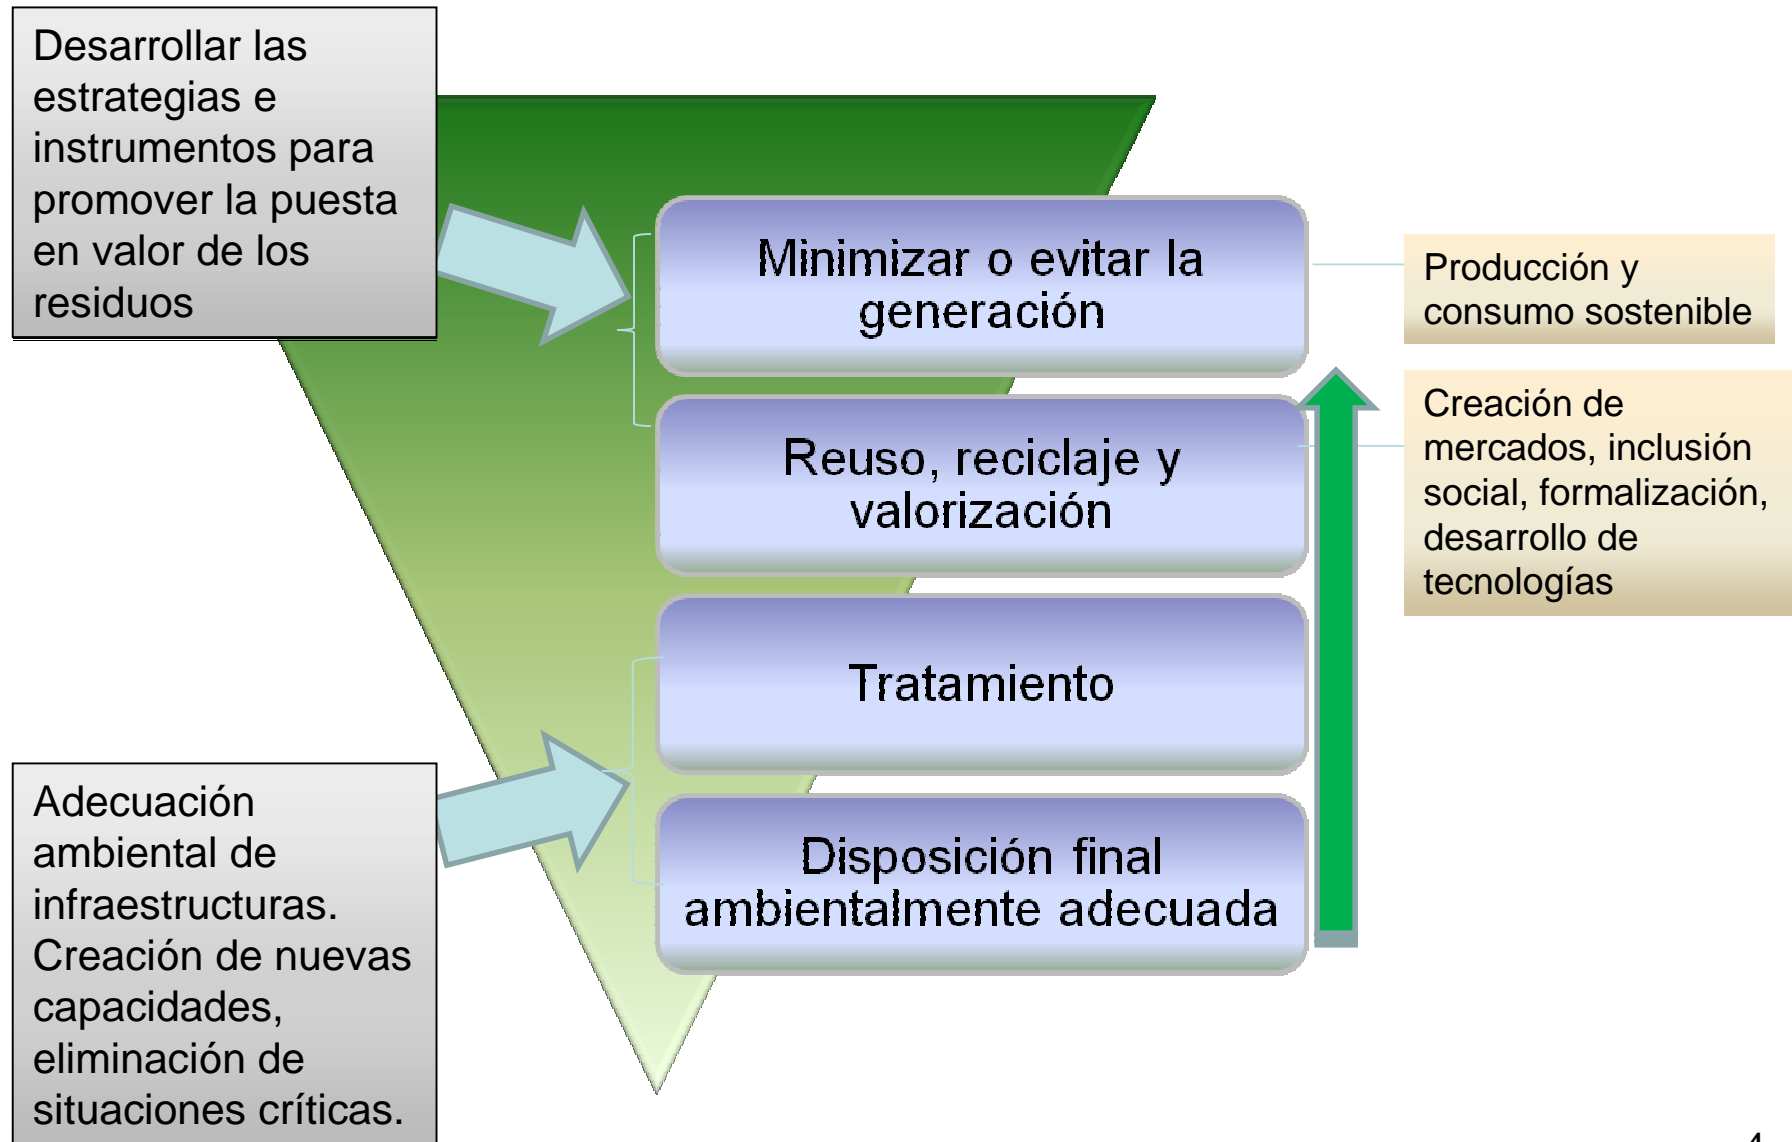 Desarrollar las
estrategias e
instrumentos para
promover la puesta
en valor de los
residuos
Minimizar o evitar la
generación
Producción y
consumo sostenible
Reuso, reciclaje y
valorización
Creación de
mercados, inclusión
social, formalización,
desarrollo de
tecnologías
Tratamiento
Adecuación
ambiental de
infraestructuras.
Creación de nuevas
capacidades,
eliminación de
situaciones críticas.
Disposición final
ambientalmente adecuada
4